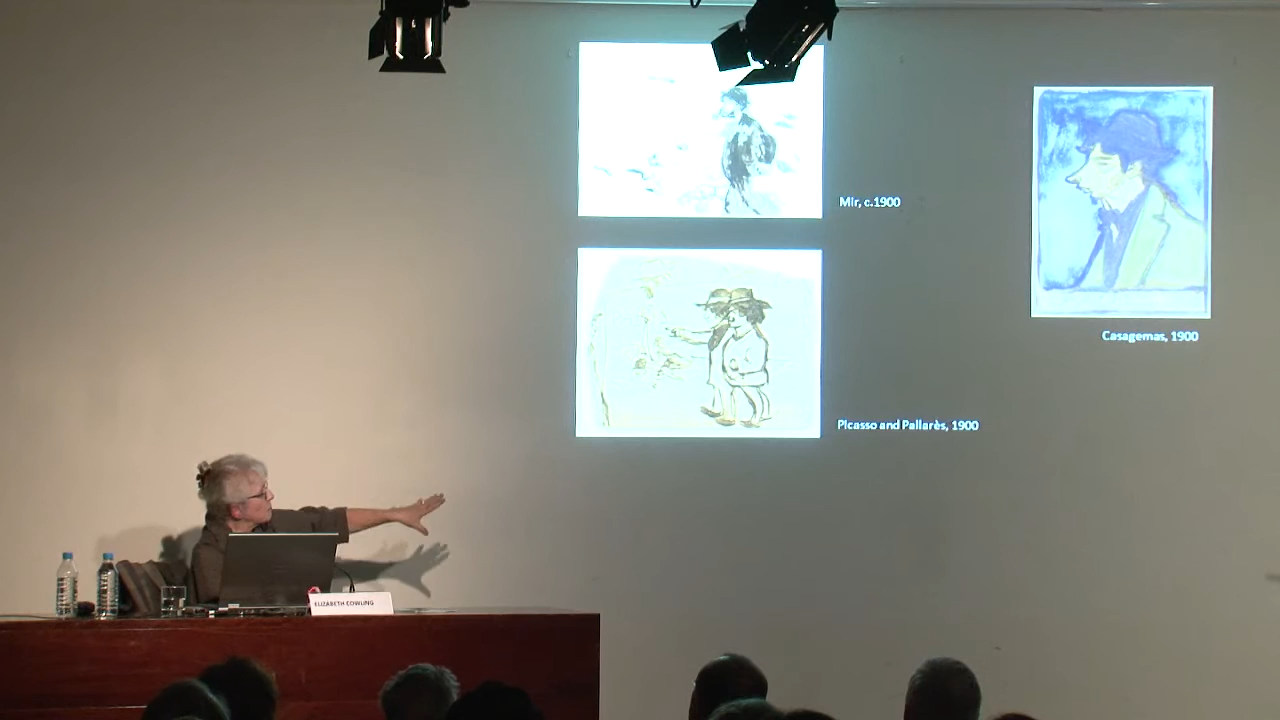 Mir, c.1900
Casagemas, 1900
Picasso and Pallarès, 1900
ELIZABETH COWLING